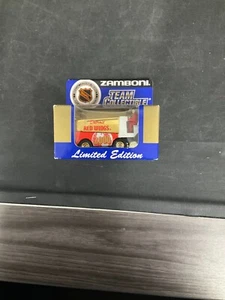 ZAMBONI®
TEAM
COLLECTIBLE
RED WINGS
Limited Edition